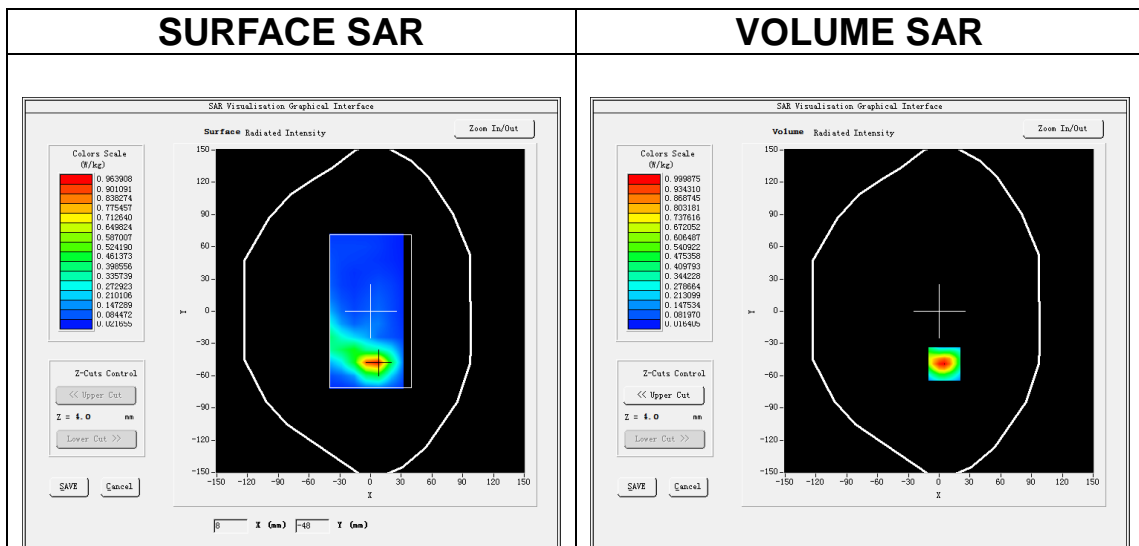 SURFACE SAR
VOLUME SAR
SAR Visualisation Graphical Interface
Surface Radiated Intensity
Zoom In/Out
Colors Scale
(W/kg)
0.963908
0.901091
0.838274
0.775457
0.712640
0.649824
0.587007
0.524190
0.461373
0.398556
0.335739
0.272923
0.210106
0.147289
0.084472
0.021655
150
120
90
60
30
0
-30
-60
-90
-120
-150
Y
-150 -120 -90 -60 -30 0 30 60 90 120 150
X
Z-Cuts Control
<< Upper Cut
Z = 4.0 mm
Lower Cut >>
SAVE Cancel
8 X (mm) -48 Y (mm)
SAR Visualisation Graphical Interface
Volume Radiated Intensity
Zoom In/Out
Colors Scale
(W/kg)
0.999875
0.934310
0.868745
0.803181
0.737616
0.672052
0.606487
0.540922
0.475358
0.409793
0.344228
0.278664
0.213099
0.147534
0.081970
0.016405
150
120
90
60
30
0
-30
-60
-90
-120
-150
Y
-150 -120 -90 -60 -30 0 30 60 90 120 150
X
Z-Cuts Control
<< Upper Cut
Z = 4.0 mm
Lower Cut >>
SAVE Cancel